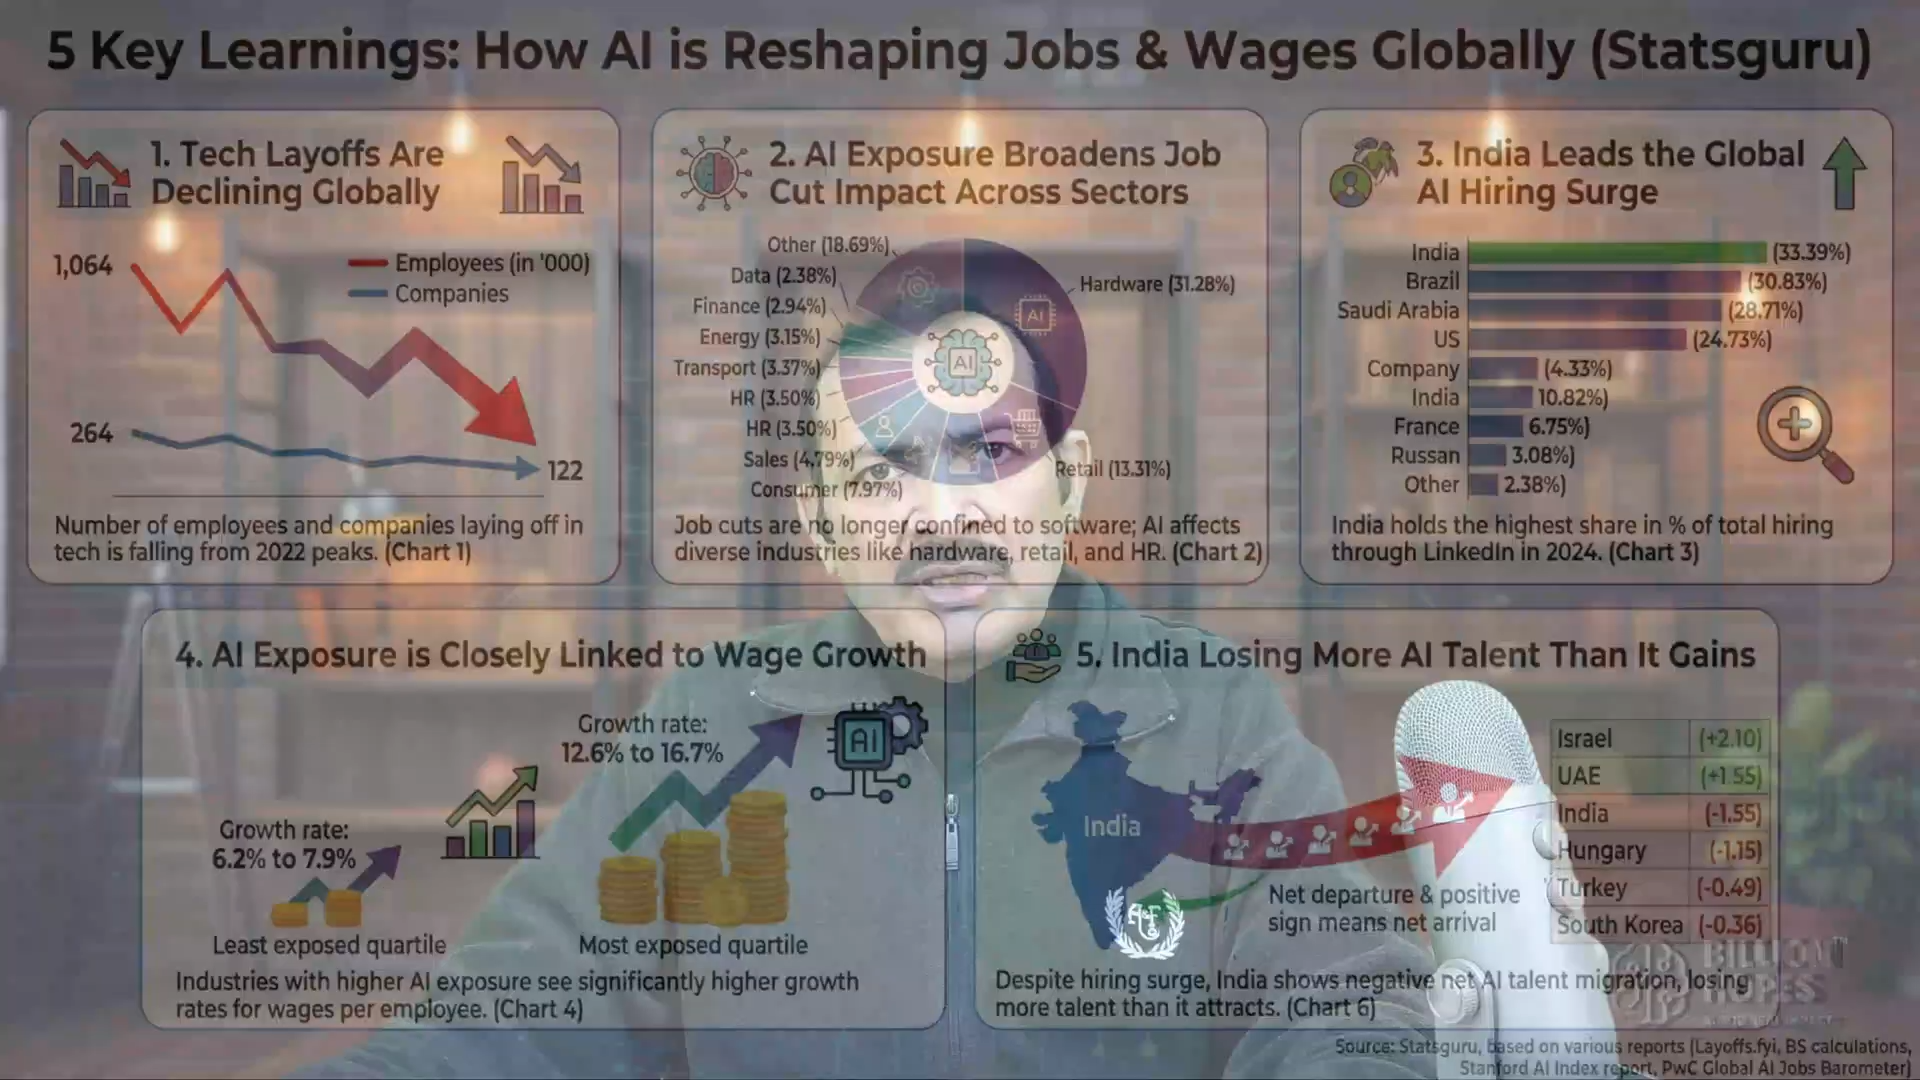 5 Key Learnings: How AI is Reshaping Jobs & Wages Globally (Statsguru)
1. Tech Layoffs Are
Declining Globally
1,064
Employees (in '000)
Companies
264
122
Number of employees and companies laying off in
tech is falling from 2022 peaks. (Chart 1)
2. AI Exposure Broadens Job
Cut Impact Across Sectors
Other (18.69%)
Data (2.38%)
Finance (2.94%)
Energy (3.15%)
Transport (3.37%)
HR (3.50%)
HR (3.50%)
Sales (4.79%)
Consumer (7.97%)
Hardware (31.28%)
AI
AI
Retail (13.31%)
Job cuts are no longer confined to software; AI affects
diverse industries like hardware, retail, and HR. (Chart 2)
3. India Leads the Global
AI Hiring Surge
India (33.39%)
Brazil (30.83%)
Saudi Arabia (28.71%)
US (24.73%)
Company (4.33%)
India 10.82%)
France 6.75%)
Russan 3.08%)
Other 2.38%)
India holds the highest share in % of total hiring
through LinkedIn in 2024. (Chart 3)
4. AI Exposure is Closely Linked to Wage Growth
Growth rate:
6.2% to 7.9%
Least exposed quartile
Growth rate:
12.6% to 16.7%
Most exposed quartile
AI
Industries with higher AI exposure see significantly higher growth
rates for wages per employee. (Chart 4)
5. India Losing More AI Talent Than It Gains
India
Net departure & positive
sign means net arrival
Israel (+2.10)
UAE (+1.55)
India (-1.55)
Hungary (-1.15)
Turkey (-0.49)
South Korea (-0.36)
Despite hiring surge, India shows negative net AI talent migration, losing
more talent than it attracts. (Chart 6)
BILLION
HOPES
Source: Statsguru, based on various reports (Layoffs.fyi, BS calculations,
Stanford AI Index report, PwC Global AI Jobs Barometer)